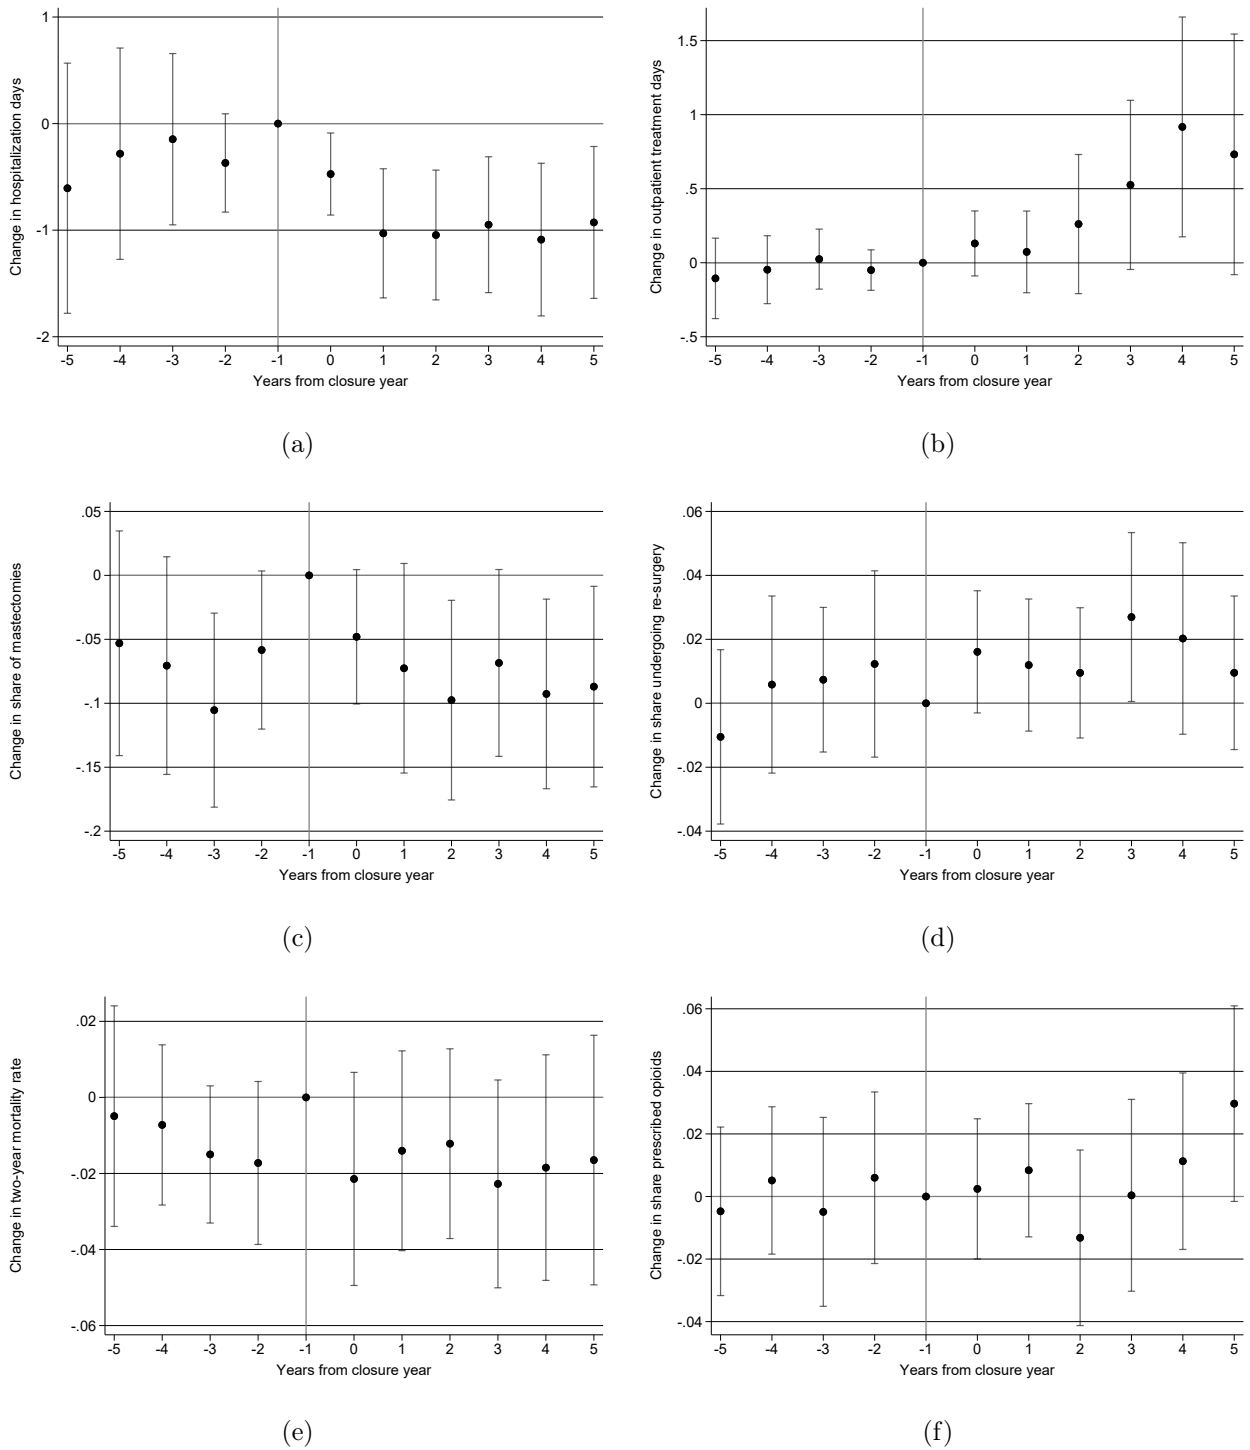 Change in hospitalization days
1
0
-1
-2
-5 -4 -3 -2 -1 0 1 2 3 4 5
Years from closure year
(a)
Change in outpatient treatment days
1.5
1
.5
0
-.5
-5 -4 -3 -2 -1 0 1 2 3 4 5
Years from closure year
(b)
Change in share of mastectomies
.05
0
-.05
-.1
-.15
-.2
-5 -4 -3 -2 -1 0 1 2 3 4 5
Years from closure year
(c)
Change in share undergoing re-surgery
.06
.04
.02
0
-.02
-.04
-5 -4 -3 -2 -1 0 1 2 3 4 5
Years from closure year
(d)
Change in two-year mortality rate
.02
0
-.02
-.04
-.06
-5 -4 -3 -2 -1 0 1 2 3 4 5
Years from closure year
(e)
Change in share prescribed opioids
.06
.04
.02
0
-.02
-.04
-5 -4 -3 -2 -1 0 1 2 3 4 5
Years from closure year
(f)